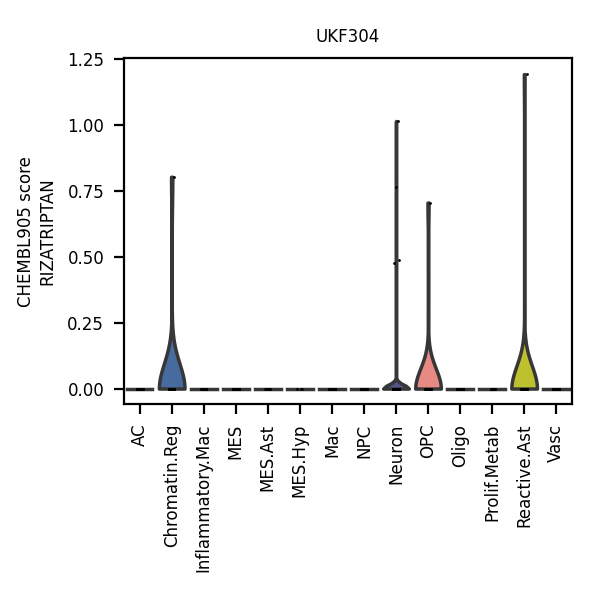 UKF304
CHEMBL905 score
RIZATRIPTAN
1.25
1.00
0.75
0.50
0.25
0.00
AC
Chromatin.Reg
Inflammatory.Mac
MES
MES.Ast
MES.Hyp
Mac
NPC
Neuron
OPC
Oligo
Prolif.Metab
Reactive.Ast
Vasc